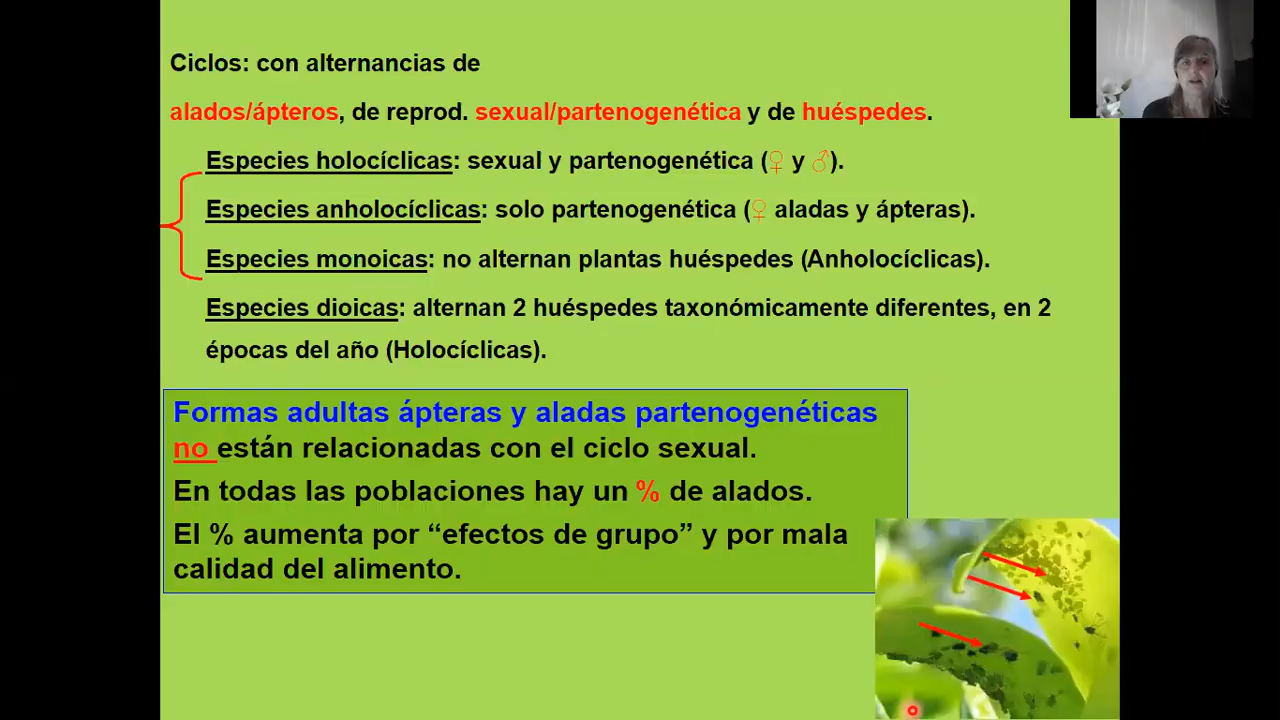 Ciclos: con alternancias de
alados/ápteros, de reprod. sexual/partenogenética y de huéspedes.
Especies holocíclicas: sexual y partenogenética (♀ y ♂).
Especies anholocíclicas: solo partenogenética (♀ aladas y ápteras).
Especies monoicas: no alternan plantas huéspedes (Anholocíclicas).
Especies dioicas: alternan 2 huéspedes taxonómicamente diferentes, en 2
épocas del año (Holocíclicas).
Formas adultas ápteras y aladas partenogenéticas
no están relacionadas con el ciclo sexual.
En todas las poblaciones hay un % de alados.
El % aumenta por “efectos de grupo” y por mala
calidad del alimento.